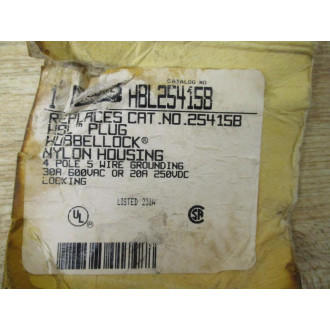 CATALOG NO
HBL25415B
REPLACES CAT.NO.25415B
PLUG
HUBBELLOCK®
NYLON HOUSING
4 POLE 5 WIRE GROUNDING
30A 600VAC OR 20A 250VDC
LOCKING
LISTED
UL